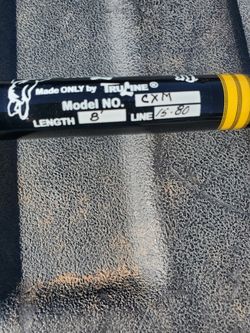 Made ONLY by TRULINE®
Model NO. CXM
LENGTH 8' LINE 15-80